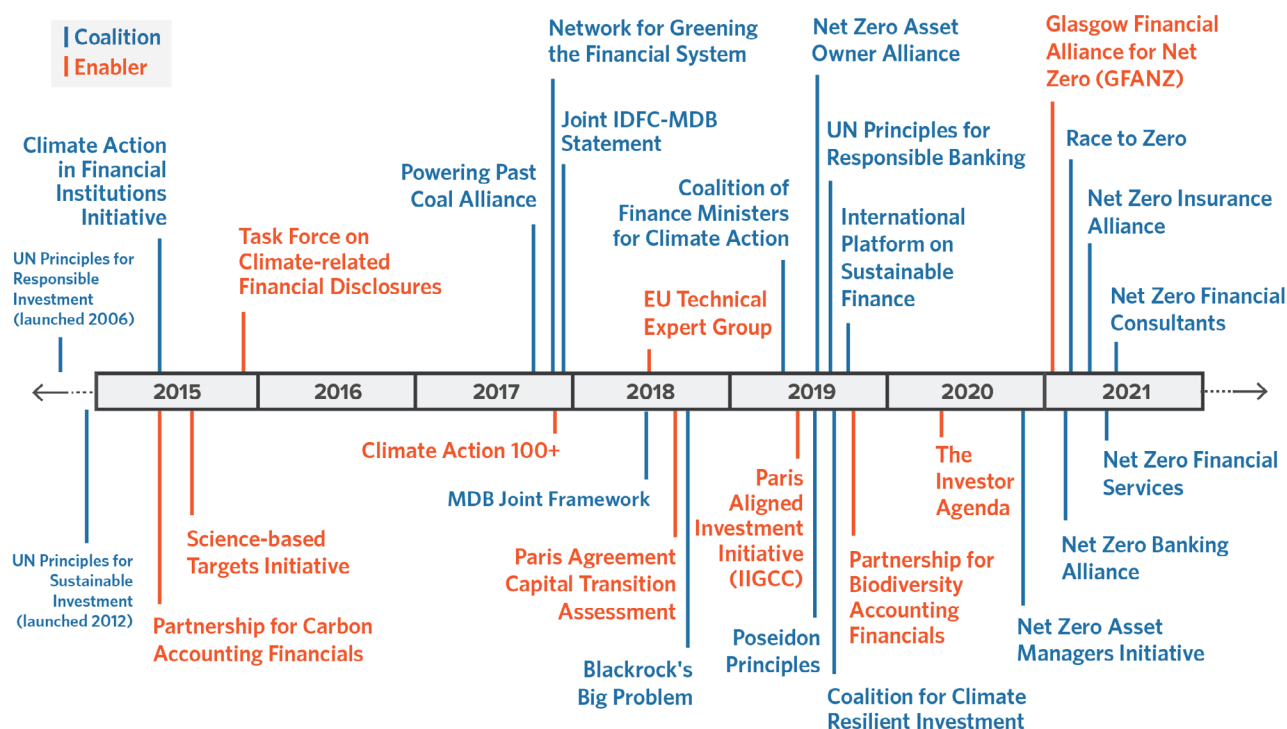 Coalition
Enabler
Climate Action
in Financial
Institutions
Initiative
UN Principles for
Responsible
Investment
(launched 2006)
Task Force on
Climate-related
Financial Disclosures
Powering Past
Coal Alliance
Network for Greening
the Financial System
Joint IDFC-MDB
Statement
EU Technical
Expert Group
Coalition of
Finance Ministers
for Climate Action
Net Zero Asset
Owner Alliance
UN Principles for
Responsible Banking
International
Platform on
Sustainable
Finance
Glasgow Financial
Alliance for Net
Zero (GFANZ)
Race to Zero
Net Zero Insurance
Alliance
Net Zero Financial
Consultants
2015 2016 2017 2018 2019 2020 2021
UN Principles for
Sustainable
Investment
(launched 2012)
Science-based
Targets Initiative
Partnership for Carbon
Accounting Financials
Climate Action 100+
MDB Joint Framework
Paris Agreement
Capital Transition
Assessment
Blackrock's
Big Problem
Paris
Aligned
Investment
Initiative
(IIGCC)
Poseidon
Principles
Coalition for Climate
Resilient Investment
Partnership for
Biodiversity
Accounting
Financials
The
Investor
Agenda
Net Zero Asset
Managers Initiative
Net Zero Banking
Alliance
Net Zero Financial
Services